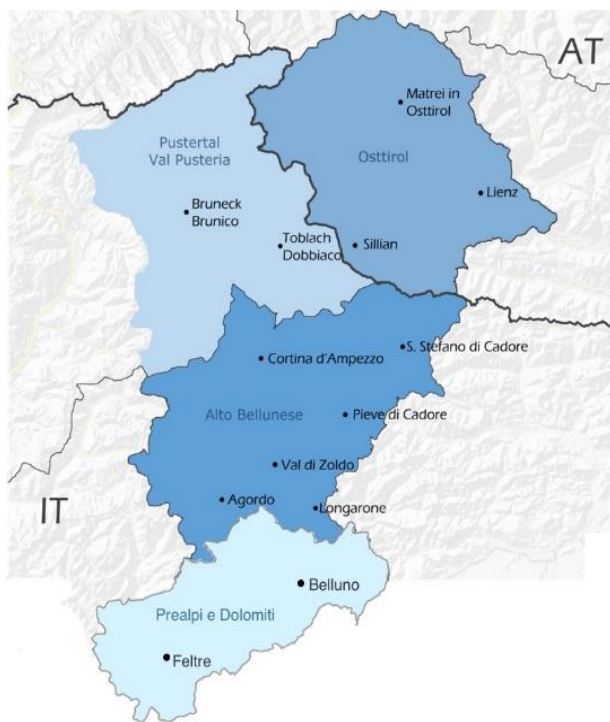 AT
Matrei in
Osttirol
Pustertal
Val Pusteria
Osttirol
Lienz
Bruneck
Brunico
Toblach
Dobbiaco
Sillian
S. Stefano di Cadore
Cortina d'Ampezzo
Alto Bellunese
Pieve di Cadore
Val di Zoldo
IT
Agordo
Longarone
Belluno
Prealpi e Dolomiti
Feltre